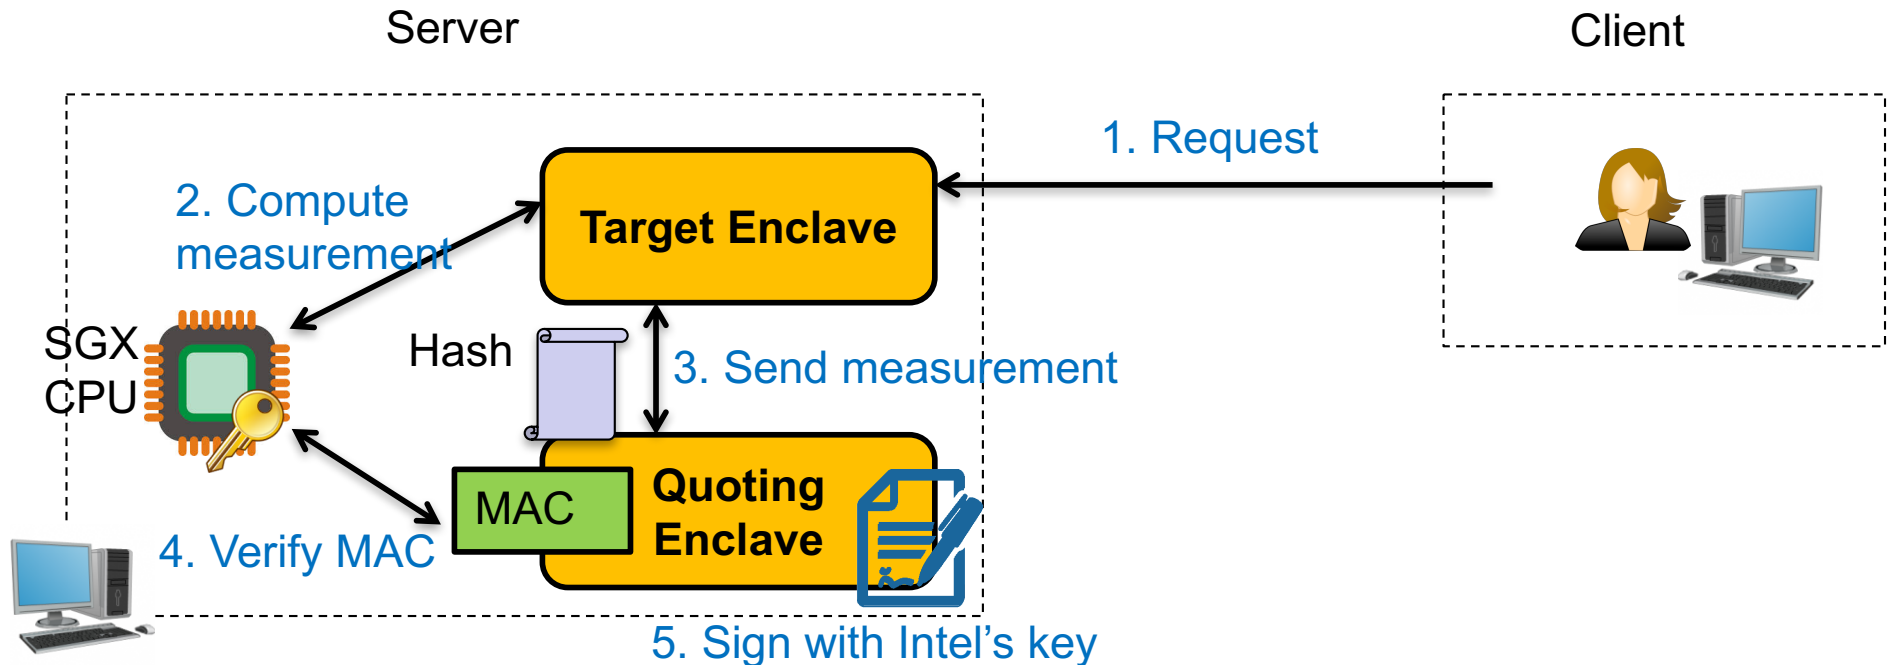 Server
Client
1. Request
2. Compute
measurement
Target Enclave
SGX
CPU
Hash
3. Send measurement
MAC
Quoting
Enclave
4. Verify MAC
5. Sign with Intel’s key